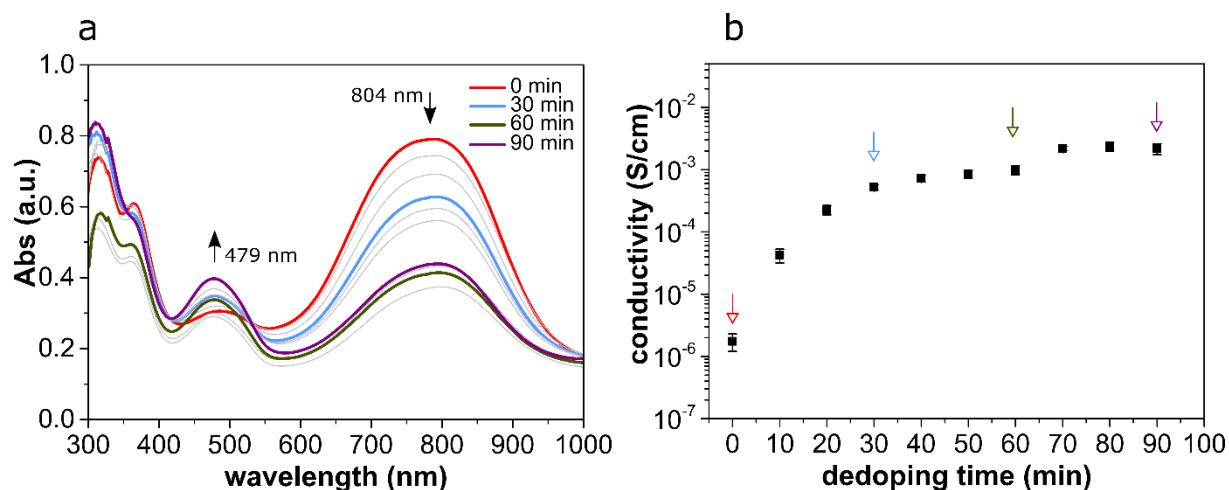 a
Abs (a.u.)
1.0
0.8
0.6
0.4
0.2
0.0
804 nm
479 nm
0 min
30 min
60 min
90 min
300 400 500 600 700 800 900 1000
wavelength (nm)
b
conductivity (S/cm)
10⁻²
10⁻³
10⁻⁴
10⁻⁵
10⁻⁶
10⁻⁷
0 10 20 30 40 50 60 70 80 90 100
dedoping time (min)